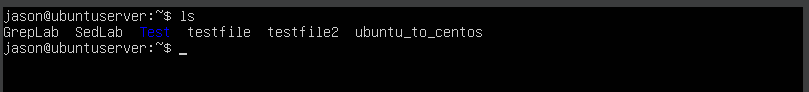 jason@ubuntuserver:~$ ls
GrepLab  SedLab  Test  testfile  testfile2  ubuntu_to_centos
jason@ubuntuserver:~$ _